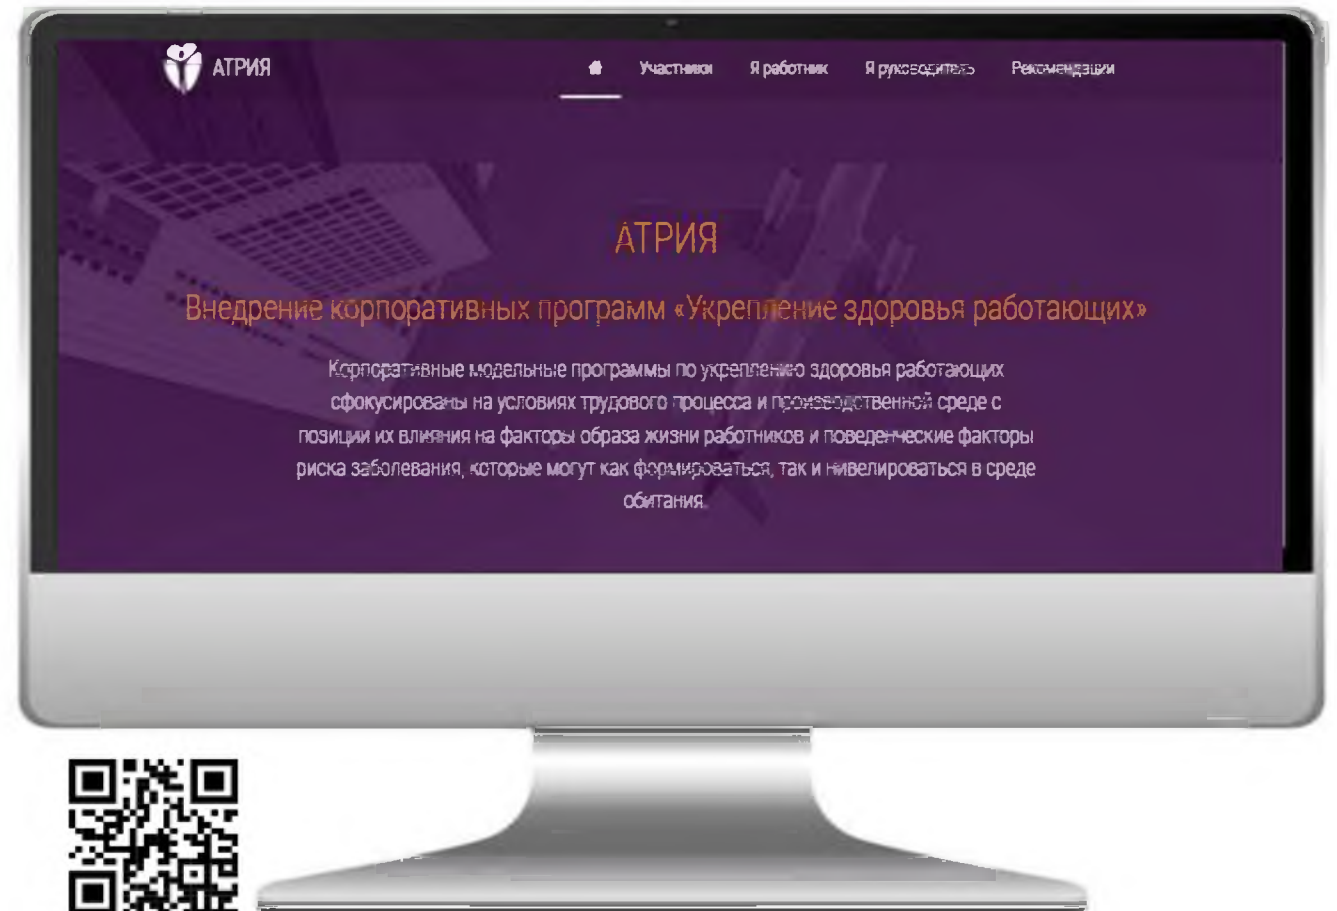 АТРИЯ
Участники Я работник Я руководитель Рекомендации
АТРИЯ
Внедрение корпоративных программ «Укрепление здоровья работающих»
Корпоративные модельные программы по укреплению здоровья работающих
сфокусированы на условиях трудового процесса и производственной среде с
позиции их влияния на факторы образа жизни работников и поведенческие факторы
риска заболевания, которые могут как формироваться, так и нивелироваться в среде
обитания.